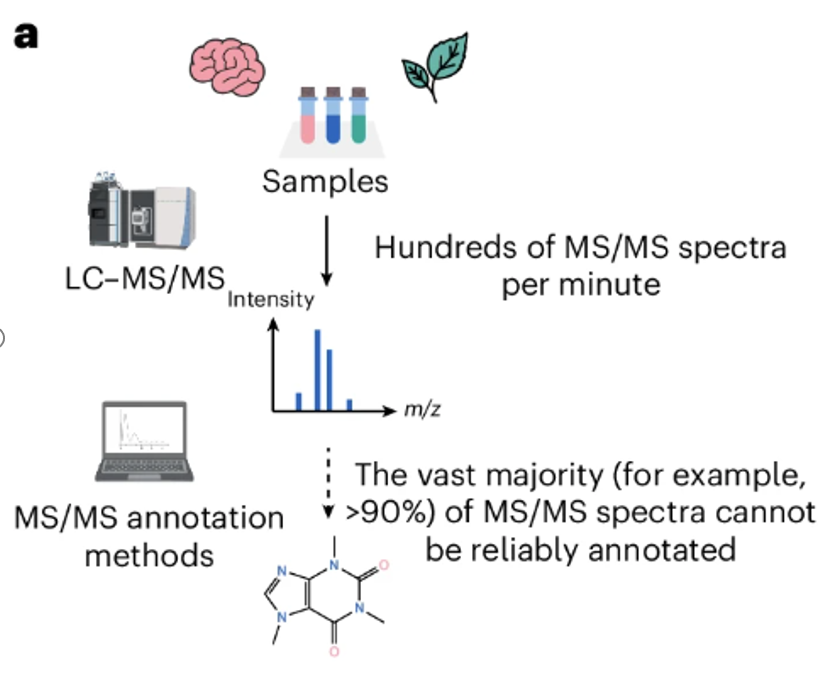 a
Samples
LC–MS/MS
Hundreds of MS/MS spectra
per minute
Intensity
m/z
MS/MS annotation
methods
The vast majority (for example,
>90%) of MS/MS spectra cannot
be reliably annotated
N
N
O
N
N
O